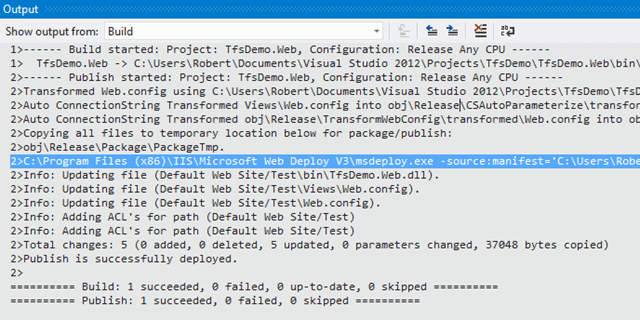 Output
Show output from: Build
1>------ Build started: Project: TfsDemo.Web, Configuration: Release Any CPU ------
1>  TfsDemo.Web -> C:\Users\Robert\Documents\Visual Studio 2012\Projects\TfsDemo\TfsDemo.Web\bin\
2>------ Publish started: Project: TfsDemo.Web, Configuration: Release Any CPU ------
2>Transformed Web.config using C:\Users\Robert\Documents\Visual Studio 2012\Projects\TfsDemo\Tf
2>Auto ConnectionString Transformed Views\Web.config into obj\Release\CSAutoParameterize\transfor
2>Auto ConnectionString Transformed obj\Release\TransformWebConfig\transformed\Web.config into ob
2>Copying all files to temporary location below for package/publish:
2>obj\Release\Package\PackageTmp.
2>C:\Program Files (x86)\IIS\Microsoft Web Deploy V3\msdeploy.exe -source:manifest='C:\Users\Robe
2>Info: Updating file (Default Web Site/Test\bin\TfsDemo.Web.dll).
2>Info: Updating file (Default Web Site/Test\Views\Web.config).
2>Info: Updating file (Default Web Site/Test\Web.config).
2>Info: Adding ACL's for path (Default Web Site/Test)
2>Info: Adding ACL's for path (Default Web Site/Test)
2>Total changes: 5 (0 added, 0 deleted, 5 updated, 0 parameters changed, 37048 bytes copied)
2>Publish is successfully deployed.
2>
========== Build: 1 succeeded, 0 failed, 0 up-to-date, 0 skipped ==========
========== Publish: 1 succeeded, 0 failed, 0 skipped ==========